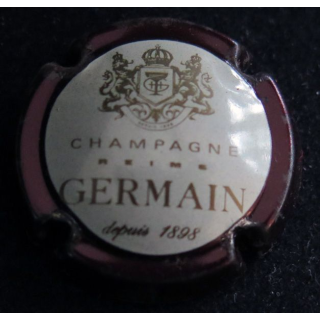 CHAMPAGNE
REIMS
GERMAIN
depuis 1898